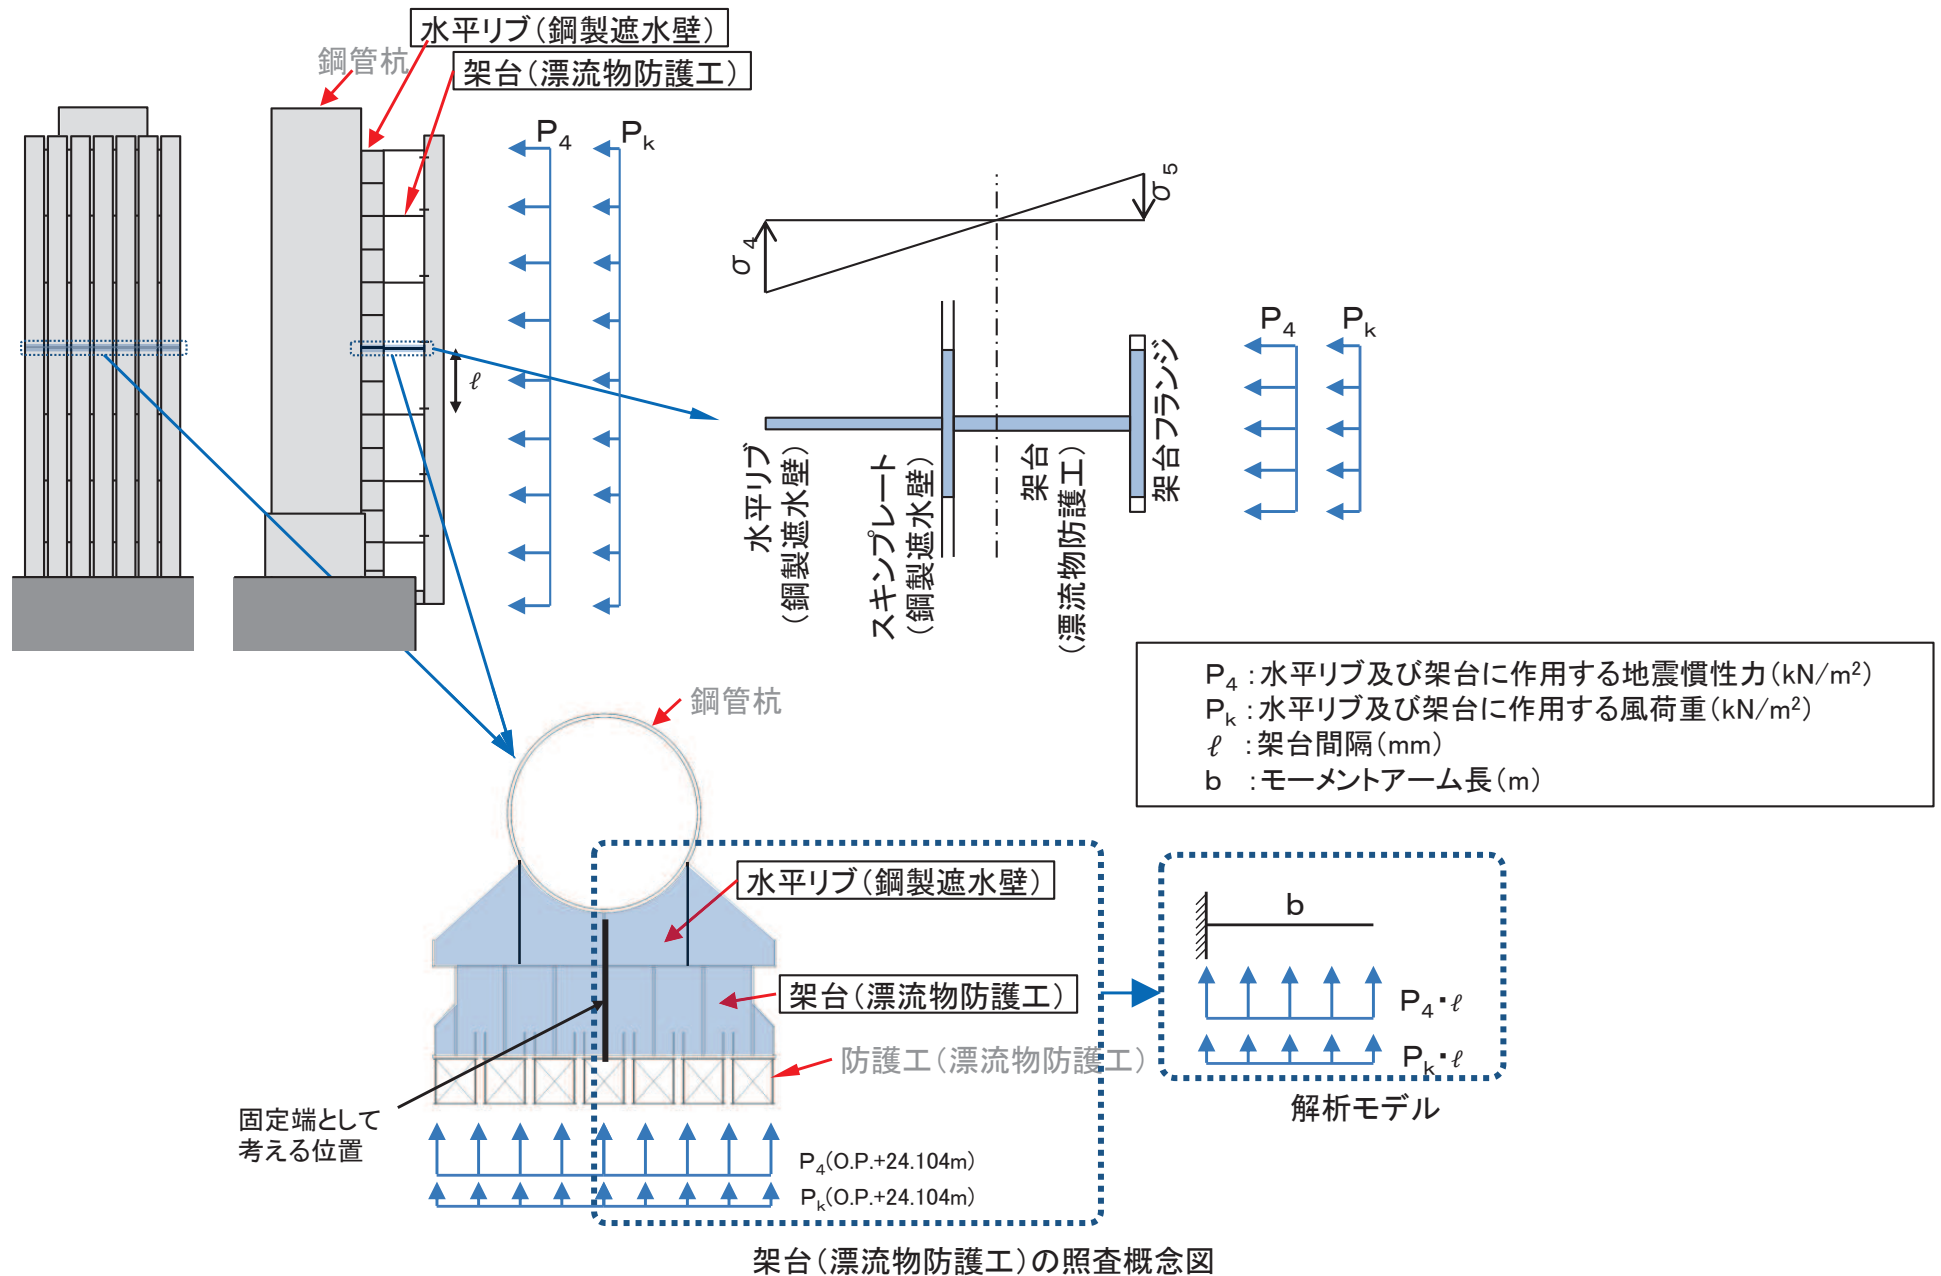 水平リブ（鋼製遮水壁）
鋼管杭
架台（漂流物防護工）
P₄
Pₖ
ℓ
σ₄
σ₅
水平リブ
（鋼製遮水壁）
スキンプレート
（鋼製遮水壁）
架台
（漂流物防護工）
架台フランジ
P₄
Pₖ
P₄：水平リブ及び架台に作用する地震慣性力（kN/m²）
Pₖ：水平リブ及び架台に作用する風荷重（kN/m²）
ℓ ：架台間隔（mm）
b ：モーメントアーム長（m）
鋼管杭
水平リブ（鋼製遮水壁）
架台（漂流物防護工）
防護工（漂流物防護工）
固定端として
考える位置
P₄（O.P.+24.104m）
Pₖ（O.P.+24.104m）
b
P₄・ℓ
Pₖ・ℓ
解析モデル
架台（漂流物防護工）の照査概念図